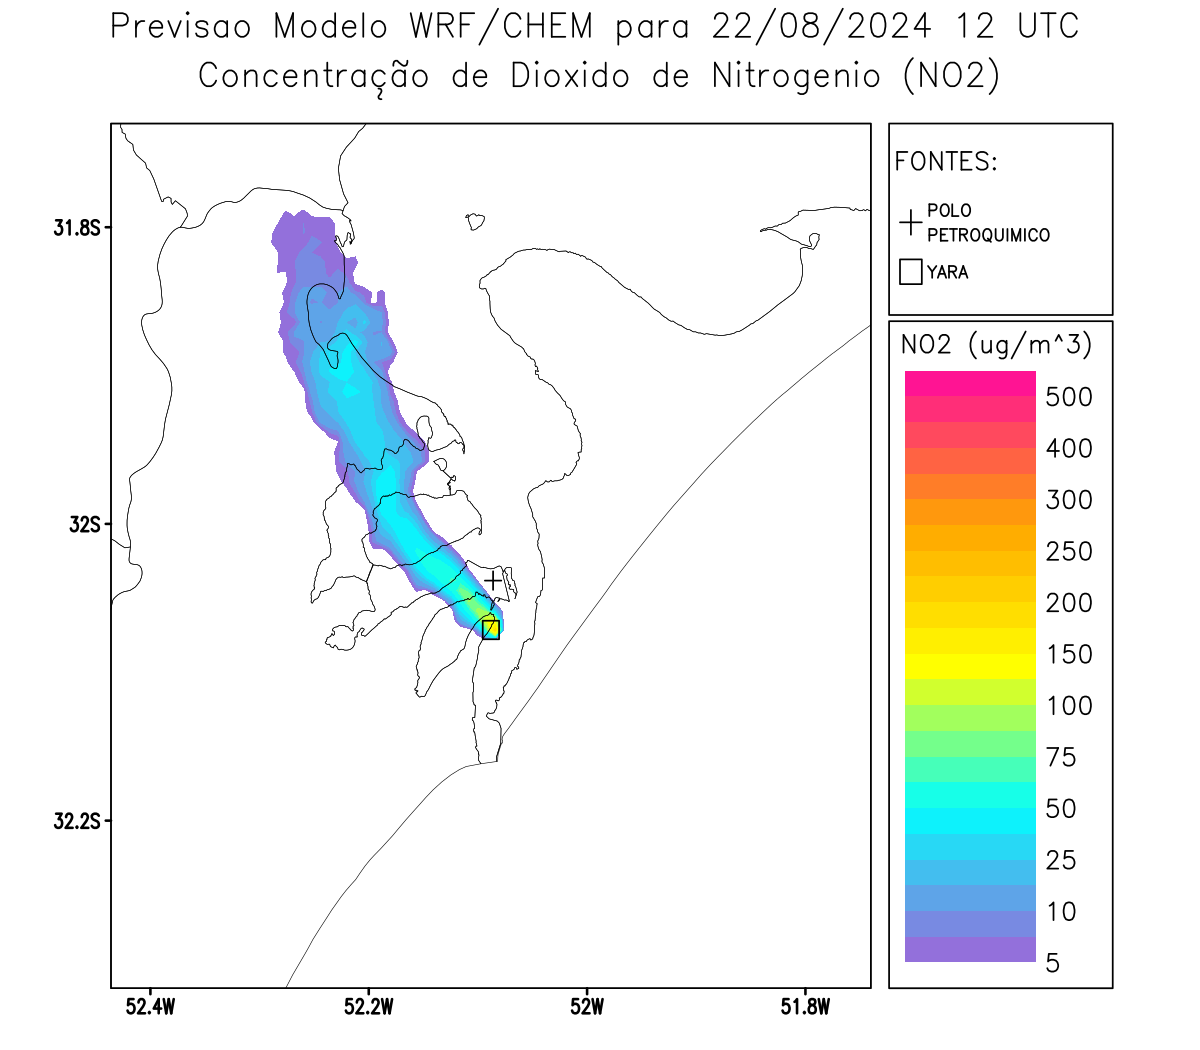 Previsao Modelo WRF/CHEM para 22/08/2024 12 UTC
Concentração de Dioxido de Nitrogenio (NO2)
FONTES:
POLO
PETROQUIMICO
YARA
NO2 (ug/m^3)
500
400
300
250
200
150
100
75
50
25
10
5
31.8S
32S
32.2S
52.4W
52.2W
52W
51.8W